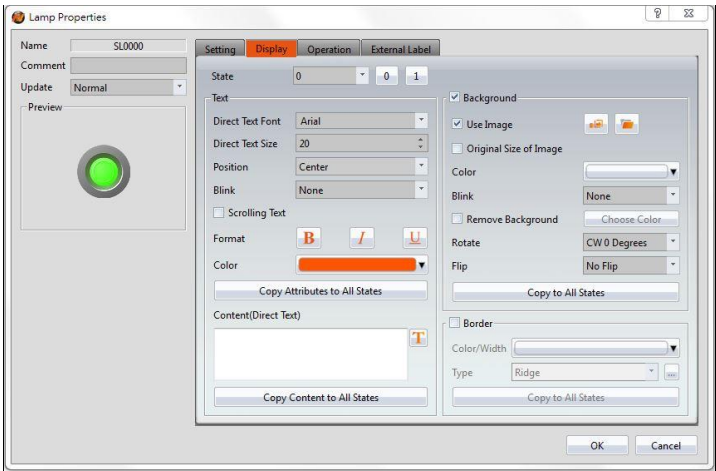 Lamp Properties
Name SL0000
Comment
Update Normal
Preview
Setting Display Operation External Label
State 0 0 1
Text
Direct Text Font Arial
Direct Text Size 20
Position Center
Blink None
Scrolling Text
Format B I U
Color
Copy Attributes to All States
Content(Direct Text)
T
Copy Content to All States
Background
Use Image
Original Size of Image
Color
Blink None
Remove Background Choose Color
Rotate CW 0 Degrees
Flip No Flip
Copy to All States
Border
Color/Width
Type Ridge ...
Copy to All States
OK Cancel